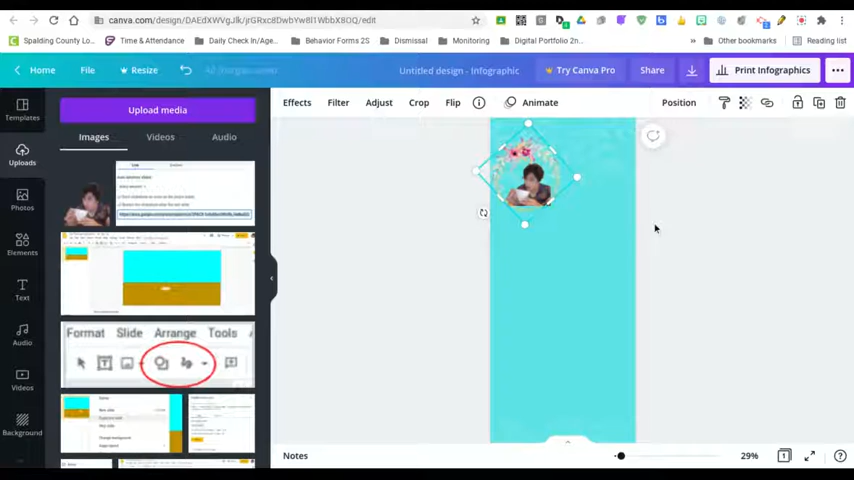 canva.com/design/DAEdXWVgJlk/jtGRxc8DwbYw8l1WbbX8OQ/edit
Spalding County Lo...
Time & Attendance
Daily Check In/Age...
Behavior Forms 2S
Dismissal
Monitoring
Digital Portfolio 2n...
»
Other bookmarks
Reading list
Home
File
Resize
Untitled design - Infographic
Try Canva Pro
Share
Print Infographics
Templates
Uploads
Photos
Elements
Text
Audio
Videos
Background
Upload media
Images
Videos
Audio
Format Slide Arrange Tools
Effects
Filter
Adjust
Crop
Flip
Animate
Position
Notes
29%
1